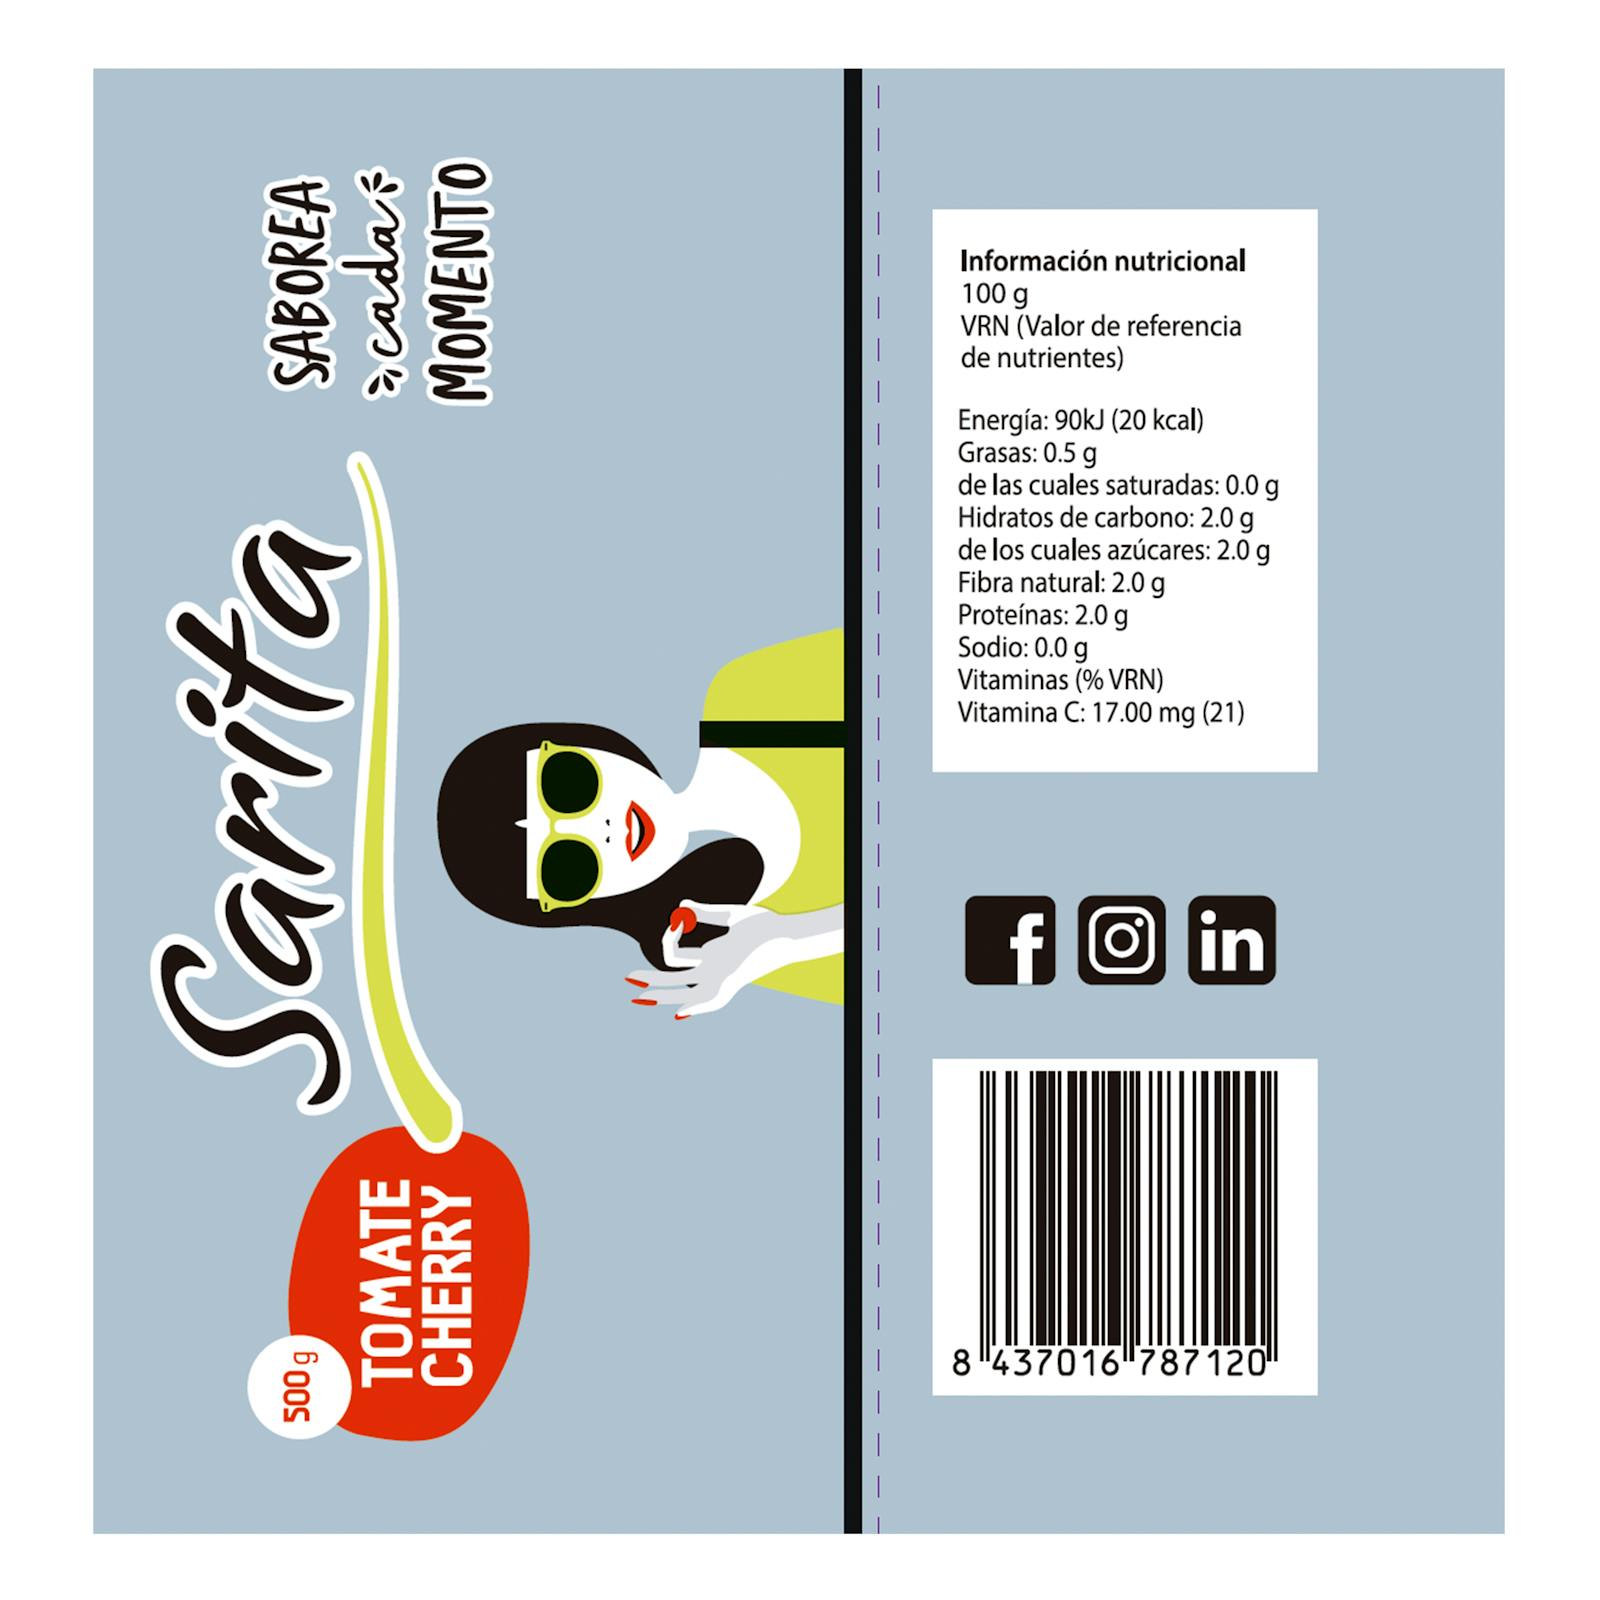 SABOREA
cada
MOMENTO
Sarita
TOMATE
CHERRY
500 g
Información nutricional
100 g
VRN (Valor de referencia
de nutrientes)
Energía: 90kJ (20 kcal)
Grasas: 0.5 g
de las cuales saturadas: 0.0 g
Hidratos de carbono: 2.0 g
de los cuales azúcares: 2.0 g
Fibra natural: 2.0 g
Proteínas: 2.0 g
Sodio: 0.0 g
Vitaminas (% VRN)
Vitamina C: 17.00 mg (21)
f in
8 437016 787120